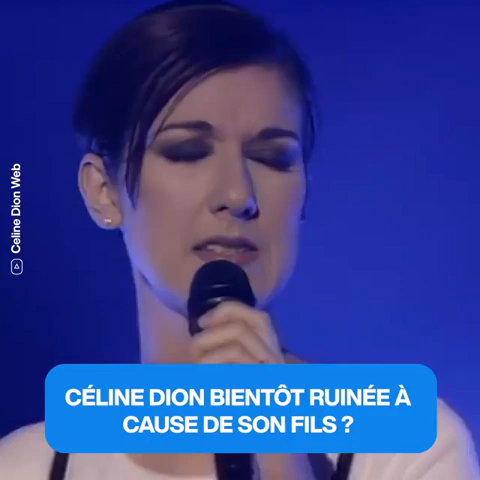 Celine Dion Web
CÉLINE DION BIENTÔT RUINÉE À
CAUSE DE SON FILS ?